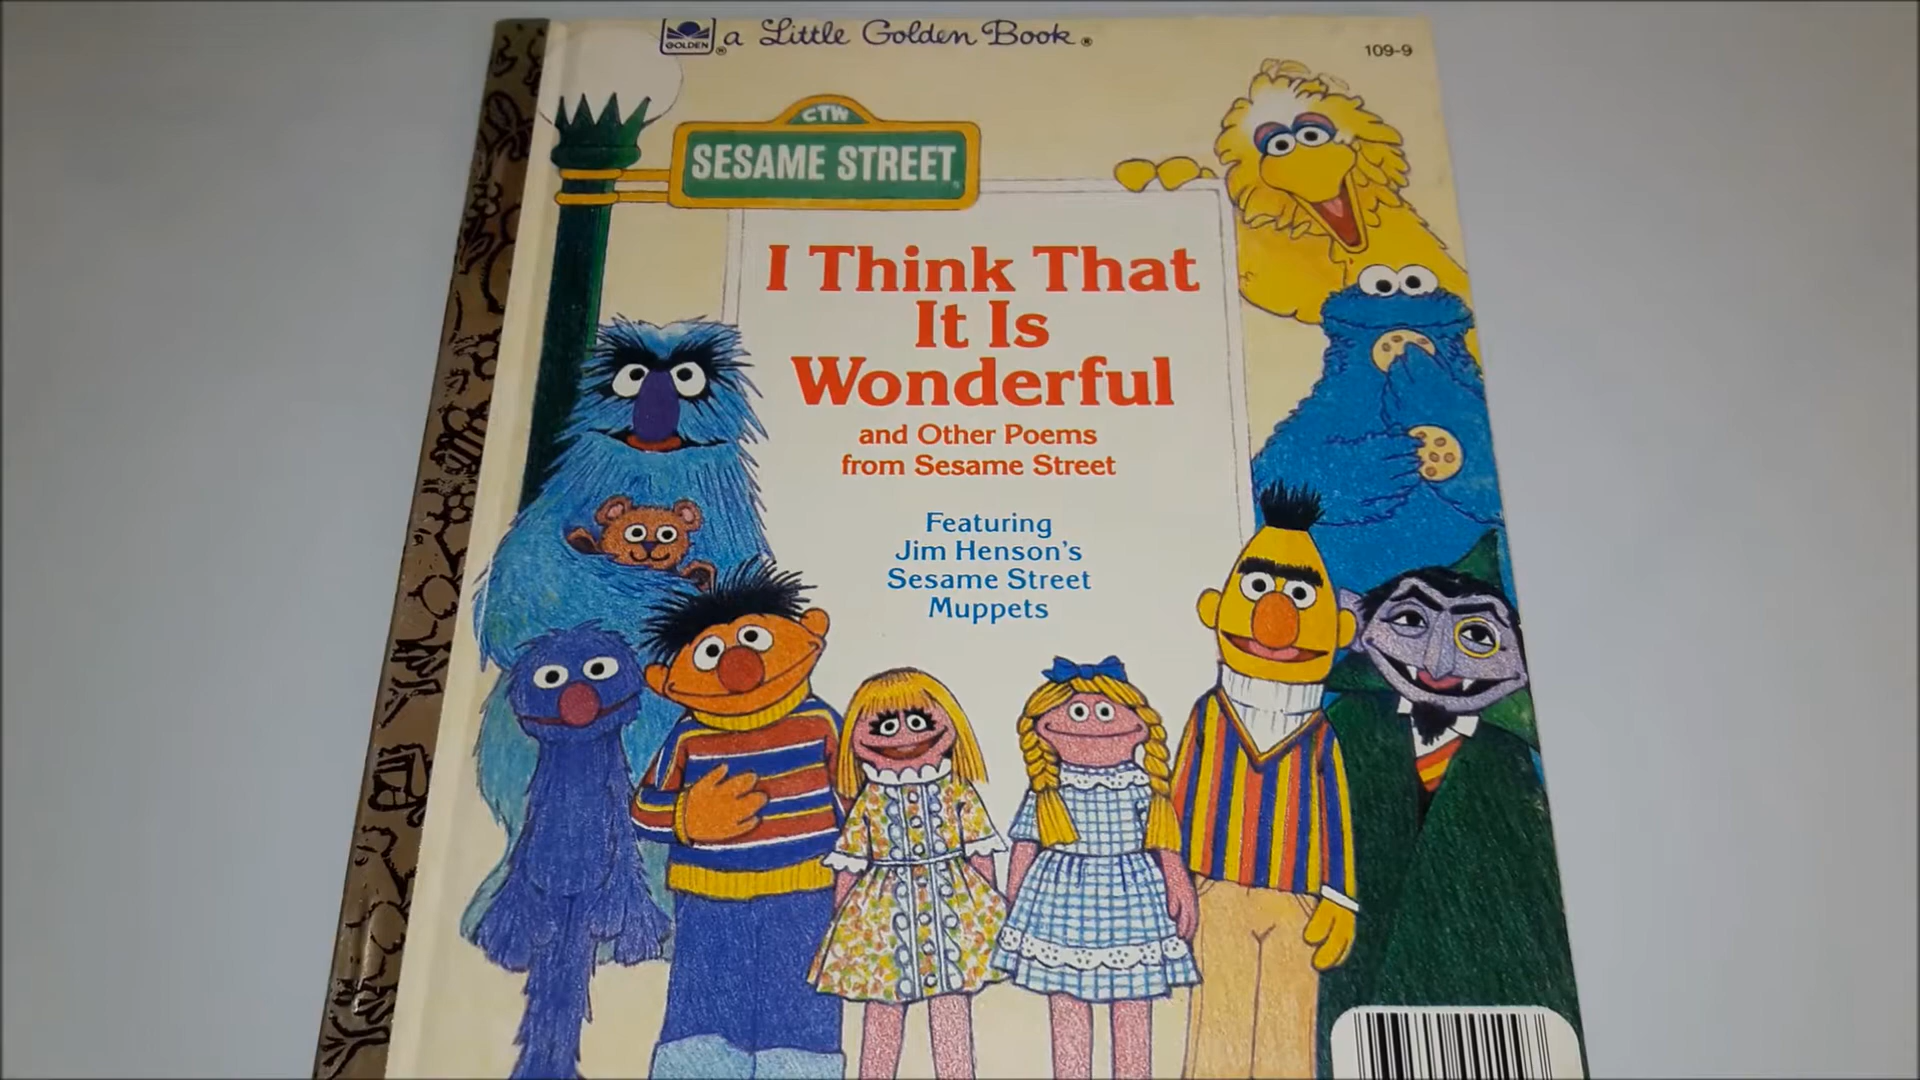 GOLDEN® a Little Golden Book®
109-9
CTW
SESAME STREET®
I Think That
It Is
Wonderful
and Other Poems
from Sesame Street
Featuring
Jim Henson's
Sesame Street
Muppets